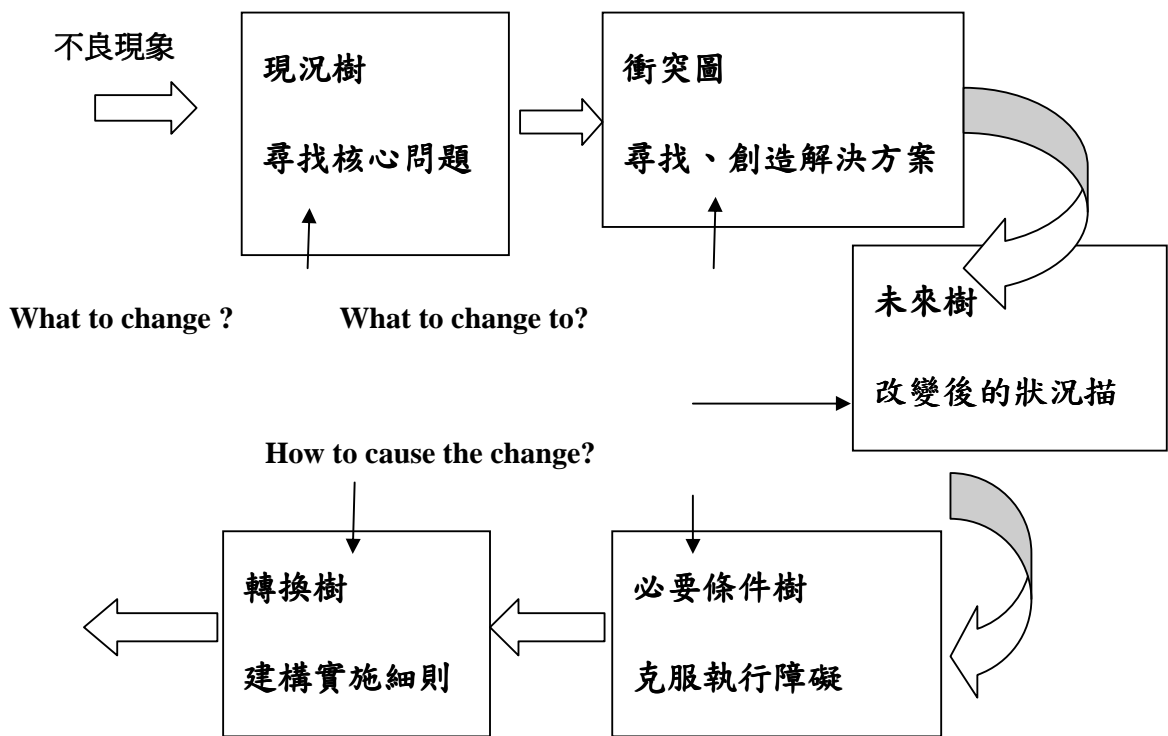 不良現象
現況樹
尋找核心問題
衝突圖
尋找、創造解決方案
What to change ?
What to change to?
未來樹
改變後的狀況描
How to cause the change?
轉換樹
建構實施細則
必要條件樹
克服執行障礙